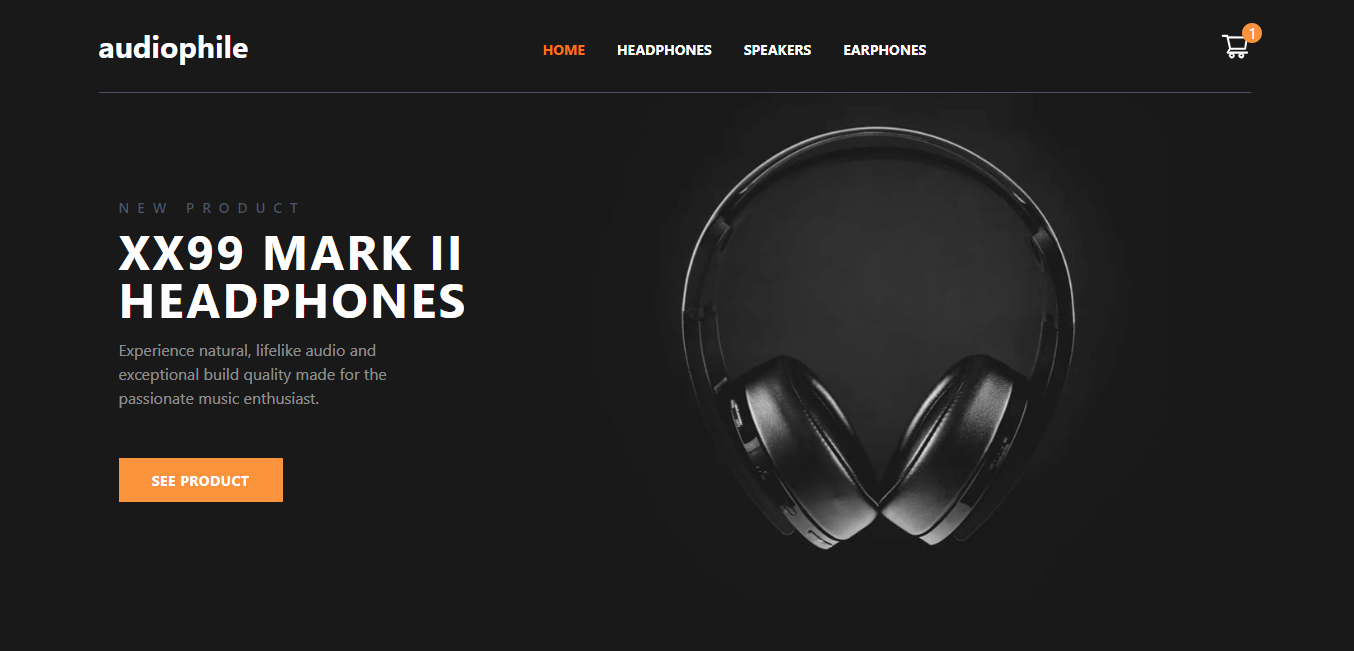 audiophile
HOME HEADPHONES SPEAKERS EARPHONES
1
NEW PRODUCT
XX99 MARK II
HEADPHONES
Experience natural, lifelike audio and
exceptional build quality made for the
passionate music enthusiast.
SEE PRODUCT